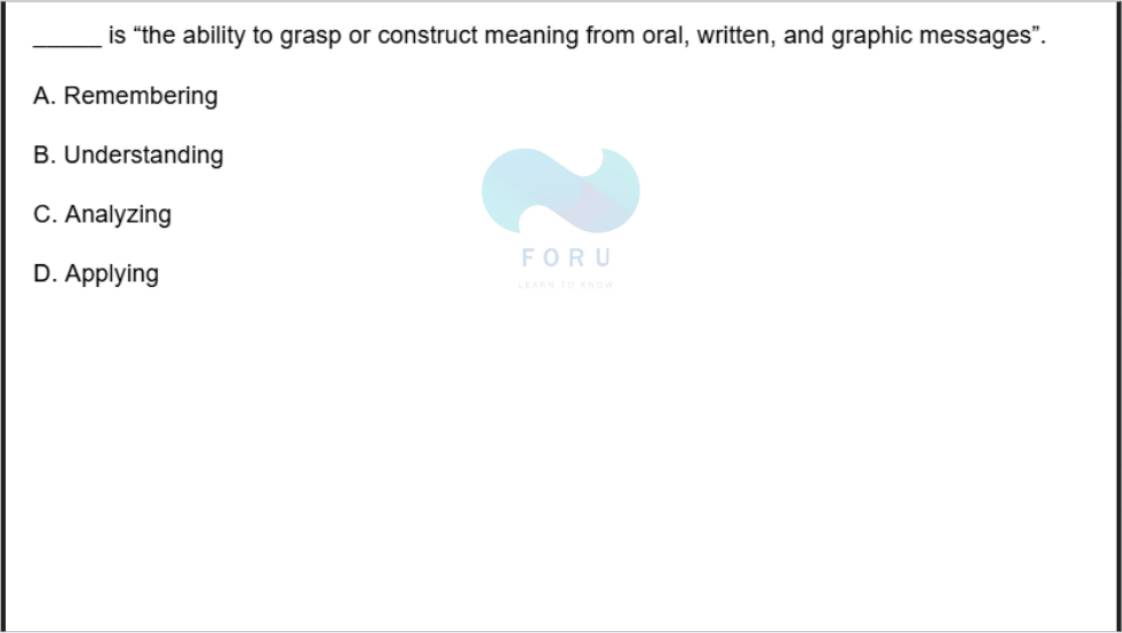 _____ is “the ability to grasp or construct meaning from oral, written, and graphic messages”.
A. Remembering
B. Understanding
C. Analyzing
D. Applying
FORU
LEARN TO KNOW